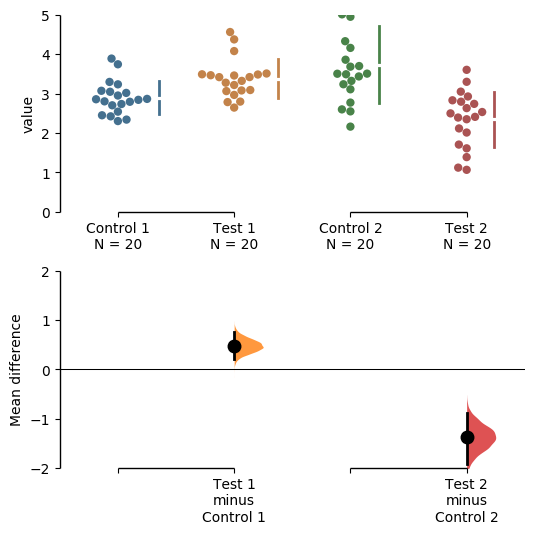 5
4
3
2
1
0
value
Control 1
N = 20
Test 1
N = 20
Control 2
N = 20
Test 2
N = 20
2
1
0
−1
−2
Mean difference
Test 1
minus
Control 1
Test 2
minus
Control 2